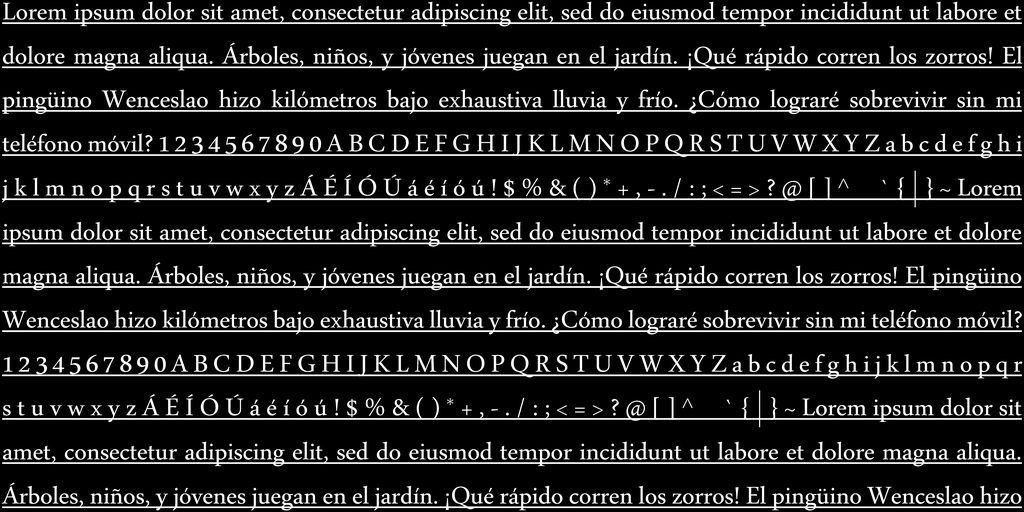 Lorem ipsum dolor sit amet, consectetur adipiscing elit, sed do eiusmod tempor incididunt ut labore et
dolore magna aliqua. Árboles, niños, y jóvenes juegan en el jardín. ¡Qué rápido corren los zorros! El
pingüino Wenceslao hizo kilómetros bajo exhaustiva lluvia y frío. ¿Cómo lograré sobrevivir sin mi
teléfono móvil? 1 2 3 4 5 6 7 8 9 0 A B C D E F G H I J K L M N O P Q R S T U V W X Y Z a b c d e f g h i
j k l m n o p q r s t u v w x y z Á É Í Ó Ú á é í ó ú ! $ % & ( ) * + , - . / : ; < = > ? @ [ ] ^ _ ` { | } ~ Lorem
ipsum dolor sit amet, consectetur adipiscing elit, sed do eiusmod tempor incididunt ut labore et dolore
magna aliqua. Árboles, niños, y jóvenes juegan en el jardín. ¡Qué rápido corren los zorros! El pingüino
Wenceslao hizo kilómetros bajo exhaustiva lluvia y frío. ¿Cómo lograré sobrevivir sin mi teléfono móvil?
1 2 3 4 5 6 7 8 9 0 A B C D E F G H I J K L M N O P Q R S T U V W X Y Z a b c d e f g h i j k l m n o p q r
s t u v w x y z Á É Í Ó Ú á é í ó ú ! $ % & ( ) * + , - . / : ; < = > ? @ [ ] ^ _ ` { | } ~ Lorem ipsum dolor sit
amet, consectetur adipiscing elit, sed do eiusmod tempor incididunt ut labore et dolore magna aliqua.
Árboles, niños, y jóvenes juegan en el jardín. ¡Qué rápido corren los zorros! El pingüino Wenceslao hizo